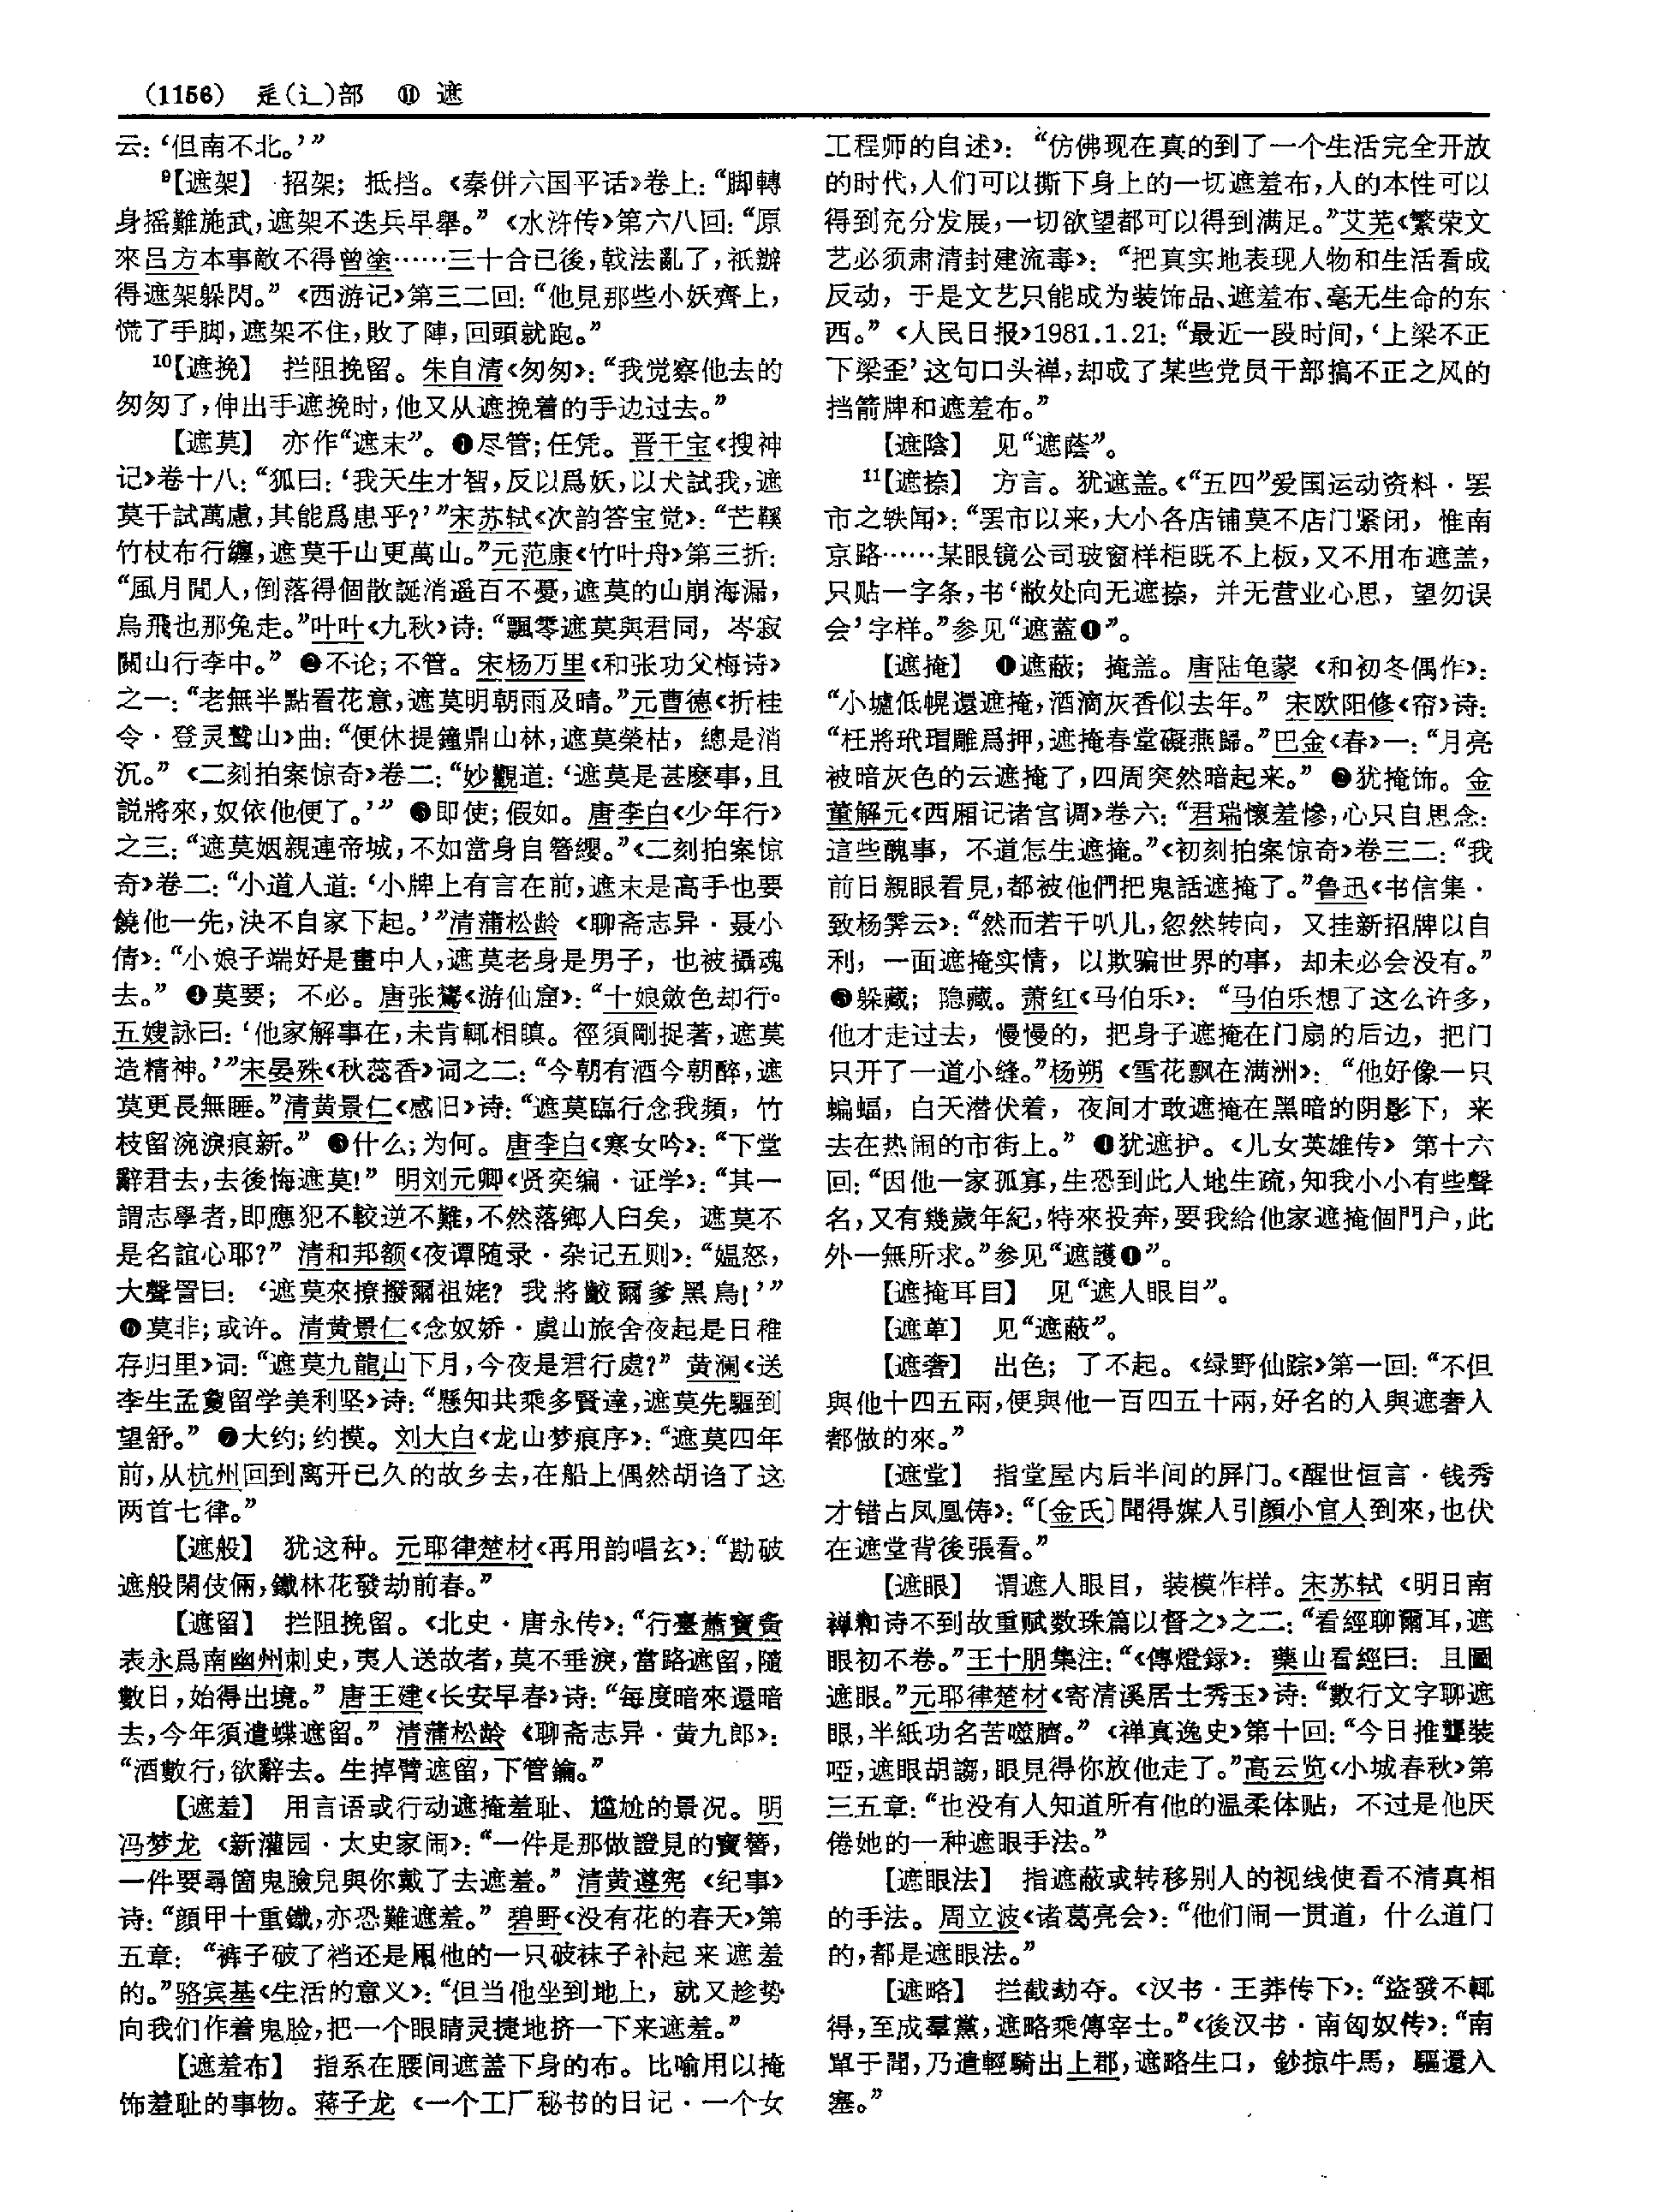 (1156) 辵(辶)部 ⑪ 遮
云：‘但南不北。’”
⁹【遮架】 招架；抵挡。《秦併六国平话》卷上：“脚轉
身摇難施武，遮架不迭兵早舉。”《水浒传》第六八回：“原
來吕方本事敵不得曾塗……三十合已後，戟法亂了，祇辦
得遮架躲閃。”《西游记》第三二回：“他見那些小妖齊上，
慌了手脚，遮架不住，敗了陣，回頭就跑。”
¹⁰【遮挽】 拦阻挽留。朱自清《匆匆》：“我觉察他去的
匆匆了，伸出手遮挽时，他又从遮挽着的手边过去。”
【遮莫】 亦作“遮末”。❶尽管；任凭。晋干宝《搜神
记》卷十八：“狐曰：‘我天生才智，反以爲妖，以犬試我，遮
莫千試萬慮，其能爲患乎？’”宋苏轼《次韵答宝觉》：“芒鞵
竹杖布行纏，遮莫千山更萬山。”元范康《竹叶舟》第三折：
“風月閒人，倒落得個散誕消遥百不憂，遮莫的山崩海漏，
烏飛也那兔走。”叶叶《九秋》诗：“飄零遮莫與君同，岑寂
關山行李中。”❷不论；不管。宋杨万里《和张功父梅诗》
之一：“老無半點看花意，遮莫明朝雨及晴。”元曹德《折桂
令·登灵鹫山》曲：“便休提鐘鼎山林，遮莫榮枯，總是消
沉。”《二刻拍案惊奇》卷二：“妙觀道：‘遮莫是甚麽事，且
説將來，奴依他便了。’”❸即使；假如。唐李白《少年行》
之三：“遮莫姻親連帝城，不如當身自簪纓。”《二刻拍案惊
奇》卷二：“小道人道：‘小牌上有言在前，遮末是高手也要
饒他一先，決不自家下起。’”清蒲松龄《聊斋志异·聂小
倩》：“小娘子端好是畫中人，遮莫老身是男子，也被攝魂
去。”❹莫要；不必。唐张鷟《游仙窟》：“十娘斂色却行。
五嫂詠曰：‘他家解事在，未肯輒相瞋。徑須剛捉著，遮莫
造精神。’”宋晏殊《秋蕊香》词之二：“今朝有酒今朝醉，遮
莫更長無睡。”清黄景仁《感旧》诗：“遮莫臨行念我頻，竹
枝留涴淚痕新。”❺什么；为何。唐李白《寒女吟》：“下堂
辭君去，去後悔遮莫！”明刘元卿《贤奕编·证学》：“其一
謂志學者，即應犯不較逆不難，不然落鄉人臼矣，遮莫不
是名誼心耶？”清和邦额《夜谭随录·杂记五则》：“媪怒，
大聲詈曰：‘遮莫來撩撥爾祖姥？我將齩爾爹黑鳥！’”
❻莫非；或许。清黄景仁《念奴娇·虞山旅舍夜起是日稚
存归里》词：“遮莫九龍山下月，今夜是君行處？”黄澜《送
李生孟敻留学美利坚》诗：“懸知共乘多賢達，遮莫先驅到
望舒。”❼大约；约摸。刘大白《龙山梦痕序》：“遮莫四年
前，从杭州回到离开已久的故乡去，在船上偶然胡诌了这
两首七律。”
【遮般】 犹这种。元耶律楚材《再用韵唱玄》：“勘破
遮般閑伎倆，鐵林花發劫前春。”
【遮留】 拦阻挽留。《北史·唐永传》：“行臺蕭寶夤
表永爲南幽州刺史，夷人送故者，莫不垂淚，當路遮留，隨
數日，始得出境。”唐王建《长安早春》诗：“每度暗來還暗
去，今年須遣蝶遮留。”清蒲松龄《聊斋志异·黄九郎》：
“酒數行，欲辭去。生捽臂遮留，下管鑰。”
【遮羞】 用言语或行动遮掩羞耻、尴尬的景况。明
冯梦龙《新灌园·太史家闹》：“一件是那做證見的寶簪，
一件要尋箇鬼臉兒與你戴了去遮羞。”清黄遵宪《纪事》
诗：“顔甲十重鐵，亦恐難遮羞。”碧野《没有花的春天》第
五章：“裤子破了裆还是用他的一只破袜子补起来遮羞
的。”骆宾基《生活的意义》：“但当他坐到地上，就又趁势
向我们作着鬼脸，把一个眼睛灵捷地挤一下来遮羞。”
【遮羞布】 指系在腰间遮盖下身的布。比喻用以掩
饰羞耻的事物。蒋子龙《一个工厂秘书的日记·一个女
工程师的自述》：“仿佛现在真的到了一个生活完全开放
的时代，人们可以撕下身上的一切遮羞布，人的本性可以
得到充分发展，一切欲望都可以得到满足。”艾芜《繁荣文
艺必须肃清封建流毒》：“把真实地表现人物和生活看成
反动，于是文艺只能成为装饰品、遮羞布、毫无生命的东
西。”《人民日报》1981.1.21：“最近一段时间，‘上梁不正
下梁歪’这句口头禅，却成了某些党员干部搞不正之风的
挡箭牌和遮羞布。”
【遮陰】 见“遮蔭”。
¹¹【遮捺】 方言。犹遮盖。《“五四”爱国运动资料·罢
市之轶闻》：“罢市以来，大小各店铺莫不店门紧闭，惟南
京路……某眼镜公司玻窗样柜既不上板，又不用布遮盖，
只贴一字条，书‘敝处向无遮捺，并无营业心思，望勿误
会’字样。”参见“遮蓋❶”。
【遮掩】 ❶遮蔽；掩盖。唐陆龟蒙《和初冬偶作》：
“小壚低幌還遮掩，酒滴灰香似去年。”宋欧阳修《帘》诗：
“枉將玳瑁雕爲押，遮掩春堂礙燕歸。”巴金《春》一：“月亮
被暗灰色的云遮掩了，四周突然暗起来。”❷犹掩饰。金
董解元《西厢记诸宫调》卷六：“君瑞懷羞慘，心只自思念：
這些醜事，不道怎生遮掩。”《初刻拍案惊奇》卷三二：“我
前日親眼看見，都被他們把鬼話遮掩了。”鲁迅《书信集·
致杨霁云》：“然而若干叭儿，忽然转向，又挂新招牌以自
利，一面遮掩实情，以欺骗世界的事，却未必会没有。”
❸躲藏；隐藏。萧红《马伯乐》：“马伯乐想了这么许多，
他才走过去，慢慢的，把身子遮掩在门扇的后边，把门
只开了一道小缝。”杨朔《雪花飘在满洲》：“他好像一只
蝙蝠，白天潜伏着，夜间才敢遮掩在黑暗的阴影下，来
去在热闹的市街上。”❹犹遮护。《儿女英雄传》第十六
回：“因他一家孤寡，生恐到此人地生疏，知我小小有些聲
名，又有幾歲年紀，特來投奔，要我給他家遮掩個門户，此
外一無所求。”参见“遮護❶”。
【遮掩耳目】 见“遮人眼目”。
【遮萆】 见“遮蔽”。
【遮奢】 出色；了不起。《绿野仙踪》第一回：“不但
與他十四五兩，便與他一百四五十兩，好名的人與遮奢人
都做的來。”
【遮堂】 指堂屋内后半间的屏门。《醒世恒言·钱秀
才错占凤凰俦》：“〔金氏〕聞得媒人引顔小官人到來，也伏
在遮堂背後張看。”
【遮眼】 谓遮人眼目，装模作样。宋苏轼《明日南
禅和诗不到故重赋数珠篇以督之》之二：“看經聊爾耳，遮
眼初不卷。”王十朋集注：“《傳燈録》：藥山看經曰：且圖
遮眼。”元耶律楚材《寄清溪居士秀玉》诗：“數行文字聊遮
眼，半紙功名苦噬臍。”《禅真逸史》第十回：“今日推聾裝
啞，遮眼胡謅，眼見得你放他走了。”高云览《小城春秋》第
三五章：“也没有人知道所有他的温柔体贴，不过是他厌
倦她的一种遮眼手法。”
【遮眼法】 指遮蔽或转移别人的视线使看不清真相
的手法。周立波《诸葛亮会》：“他们闹一贯道，什么道门
的，都是遮眼法。”
【遮略】 拦截劫夺。《汉书·王莽传下》：“盗發不輒
得，至成羣黨，遮略乘傳宰士。”《後汉书·南匈奴传》：“南
單于聞，乃遣輕騎出上郡，遮略生口，鈔掠牛馬，驅還入
塞。”